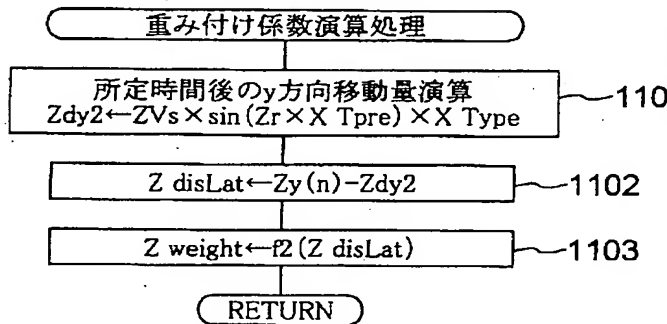 重み付け係数演算処理
所定時間後のy方向移動量演算
Zdy2←ZVs×sin(Zr×X Tpre)×X Type
110
Z disLat←Zy(n)-Zdy2
1102
Z weight←f2(Z disLat)
1103
RETURN